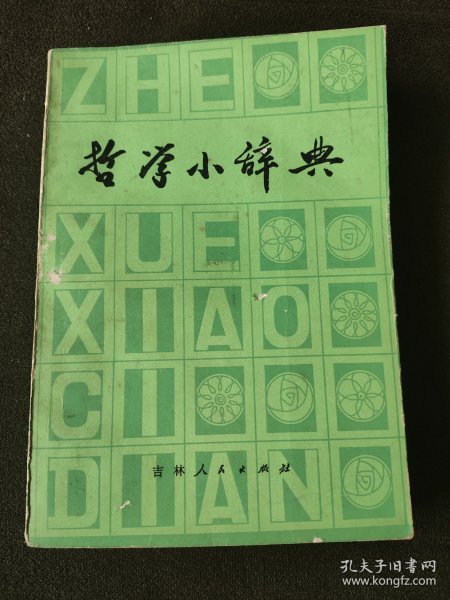 ZHE
哲学小辞典
XUE
XIAO
CI
吉林人民出版社
DIAN
孔夫子旧书网
www.kongfz.com